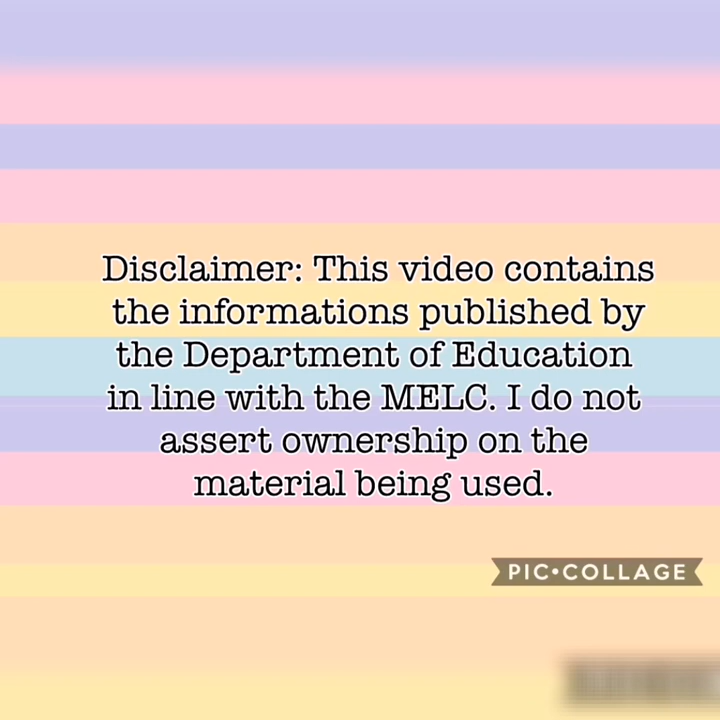 Disclaimer: This video contains
the informations published by
the Department of Education
in line with the MELC. I do not
assert ownership on the
material being used.
PIC•COLLAGE